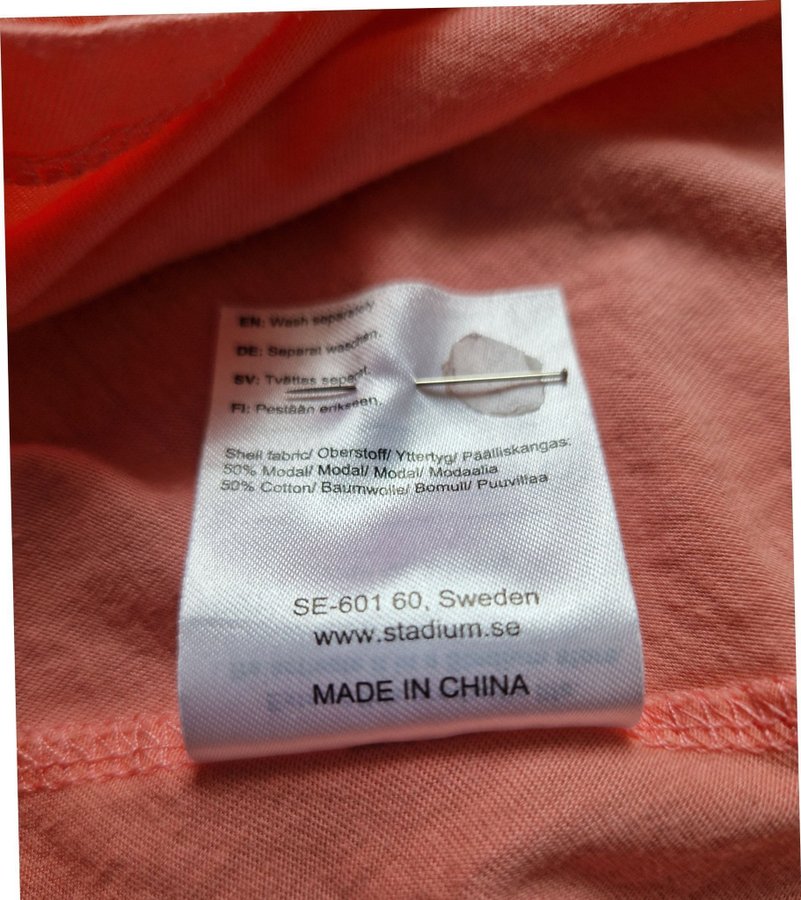 EN: Wash separately.
DE: Separat waschen.
SV: Tvättas separat.
FI: Pestään erikseen.
Shell fabric/ Oberstoff/ Yttertyg/ Päälliskangas:
50% Modal/ Modal/ Modal/ Modaalia
50% Cotton/ Baumwolle/ Bomull/ Puuvillaa
SE-601 60, Sweden
www.stadium.se
MADE IN CHINA